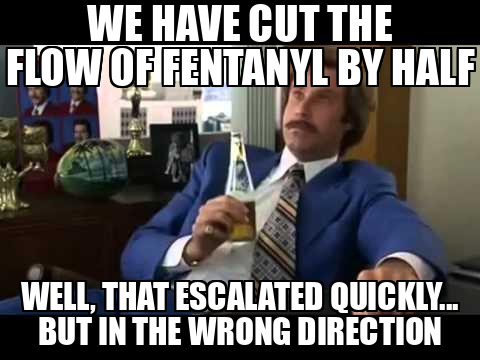 WE HAVE CUT THE
FLOW OF FENTANYL BY HALF
WELL, THAT ESCALATED QUICKLY...
BUT IN THE WRONG DIRECTION